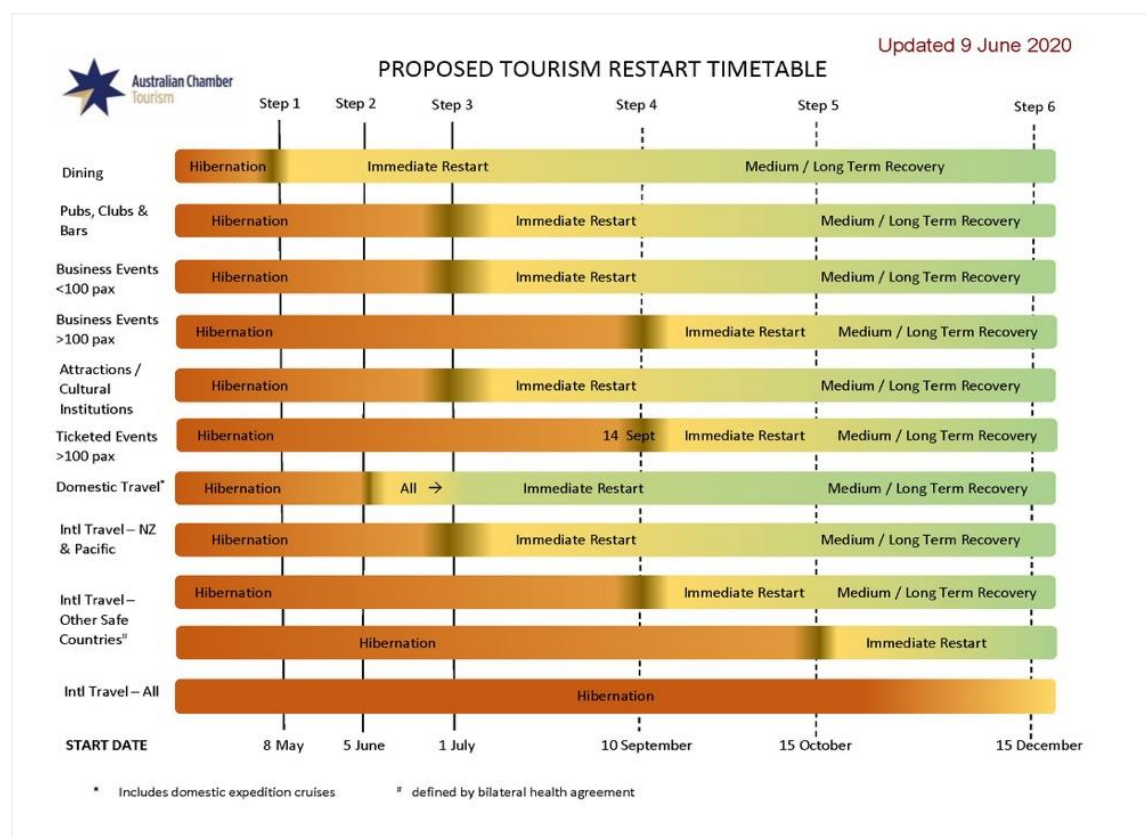 Updated 9 June 2020
Australian Chamber
Tourism
PROPOSED TOURISM RESTART TIMETABLE
Step 1 Step 2 Step 3 Step 4 Step 5 Step 6
Dining Hibernation Immediate Restart Medium / Long Term Recovery
Pubs, Clubs &
Bars
Hibernation Immediate Restart Medium / Long Term Recovery
Business Events
<100 pax
Hibernation Immediate Restart Medium / Long Term Recovery
Business Events
>100 pax
Hibernation Immediate Restart Medium / Long Term Recovery
Attractions /
Cultural
Institutions
Hibernation Immediate Restart Medium / Long Term Recovery
Ticketed Events
>100 pax
Hibernation 14 Sept Immediate Restart Medium / Long Term Recovery
Domestic Travel* Hibernation All → Immediate Restart Medium / Long Term Recovery
Intl Travel – NZ
& Pacific
Hibernation Immediate Restart Medium / Long Term Recovery
Intl Travel –
Other Safe
Countries#
Hibernation Immediate Restart Medium / Long Term Recovery
Hibernation Immediate Restart
Intl Travel – All Hibernation
START DATE 8 May 5 June 1 July 10 September 15 October 15 December
* Includes domestic expedition cruises # defined by bilateral health agreement